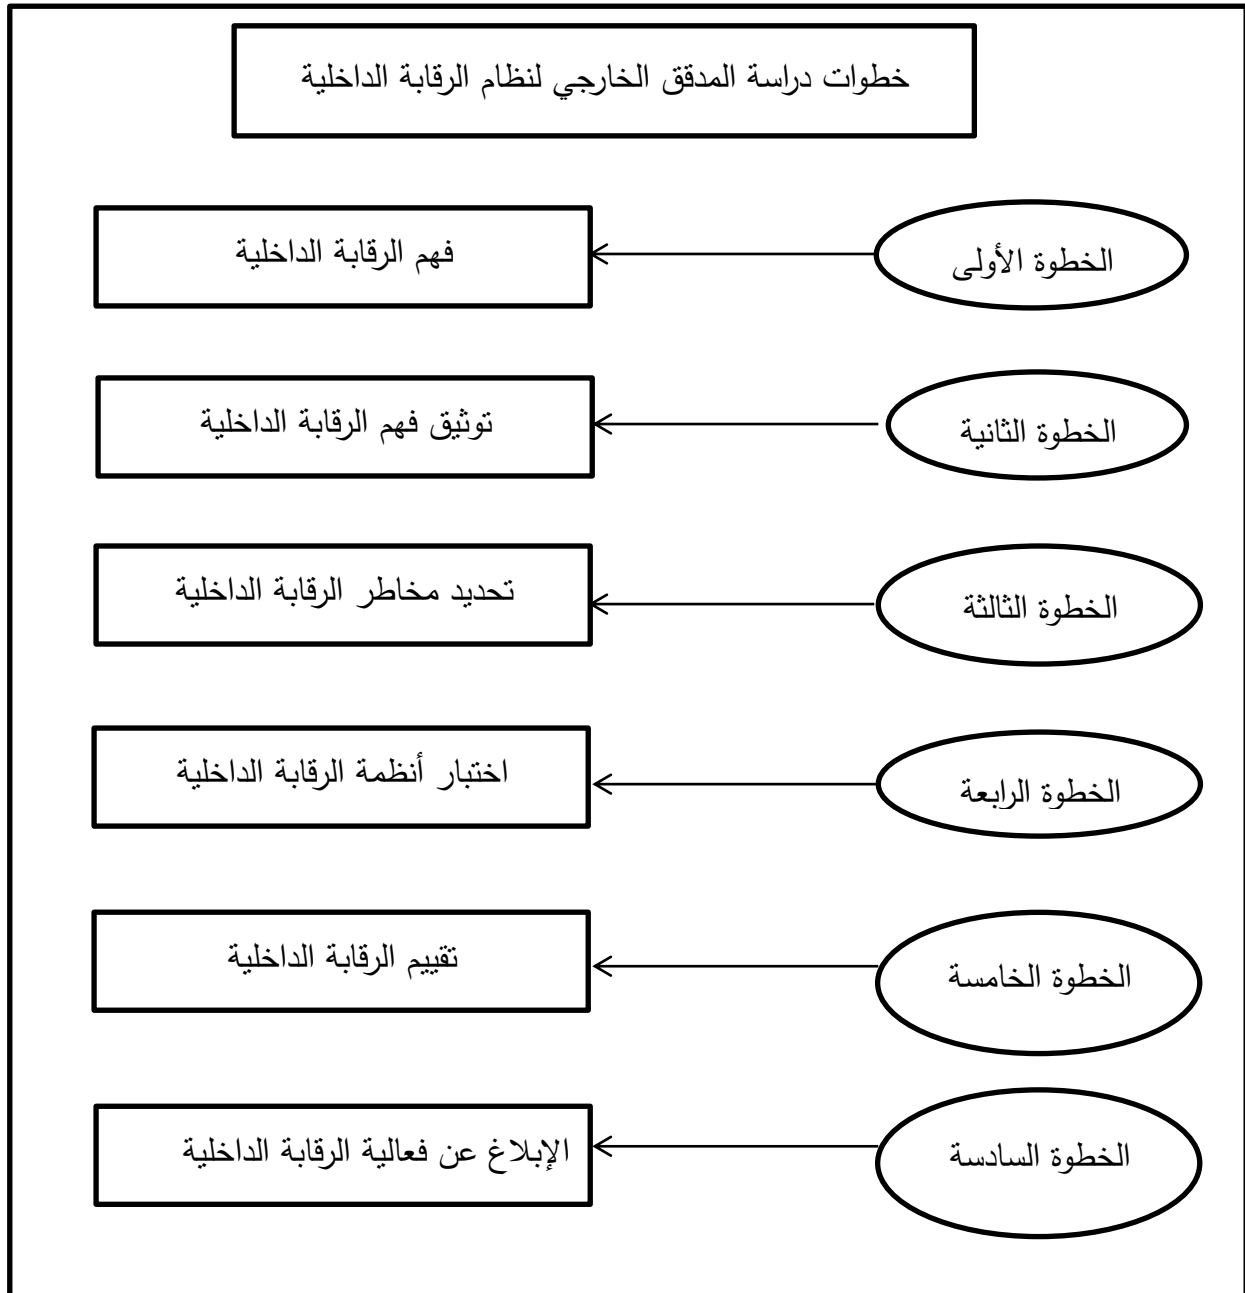 خطوات دراسة المدقق الخارجي لنظام الرقابة الداخلية
الخطوة الأولى
فهم الرقابة الداخلية
الخطوة الثانية
توثيق فهم الرقابة الداخلية
الخطوة الثالثة
تحديد مخاطر الرقابة الداخلية
الخطوة الرابعة
اختبار أنظمة الرقابة الداخلية
الخطوة الخامسة
تقييم الرقابة الداخلية
الخطوة السادسة
الإبلاغ عن فعالية الرقابة الداخلية